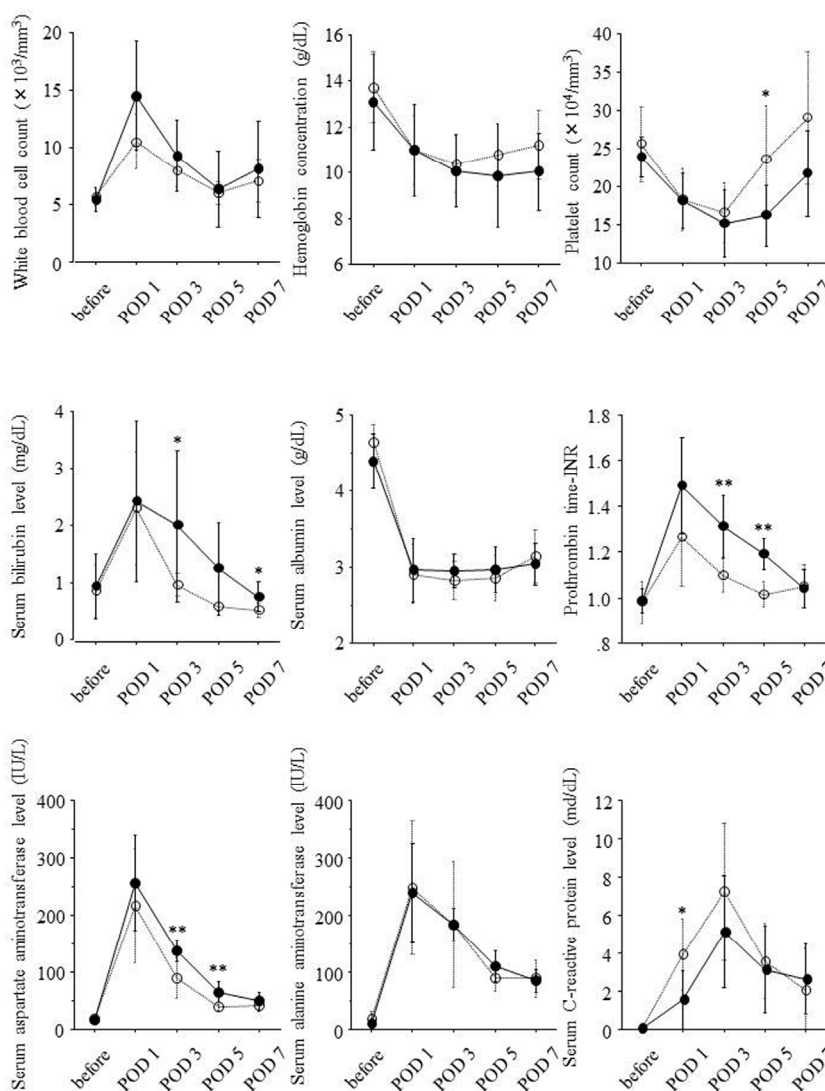 White blood cell count (× 10³/mm³)
20
15
10
5
0
before
POD 1
POD 3
POD 5
POD 7
Hemoglobin concentration (g/dL)
16
14
12
10
8
6
before
POD 1
POD 3
POD 5
POD 7
Platelet count (× 10⁴/mm³)
40
35
30
25
20
15
10
*
before
POD 1
POD 3
POD 5
POD 7
Serum bilirubin level (mg/dL)
4
3
2
1
0
*
*
before
POD 1
POD 3
POD 5
POD 7
Serum albumin level (g/dL)
5
4
3
2
before
POD 1
POD 3
POD 5
POD 7
Prothrombin time-INR
1.8
1.6
1.4
1.2
1.0
.8
**
**
before
POD 1
POD 3
POD 5
POD 7
Serum aspartate aminotransferase level (IU/L)
400
300
200
100
0
**
**
before
POD 1
POD 3
POD 5
POD 7
Serum alanine aminotransferase level (IU/L)
400
300
200
100
0
before
POD 1
POD 3
POD 5
POD 7
Serum C-reactive protein level (md/dL)
12
10
8
6
4
2
0
*
before
POD 1
POD 3
POD 5
POD 7